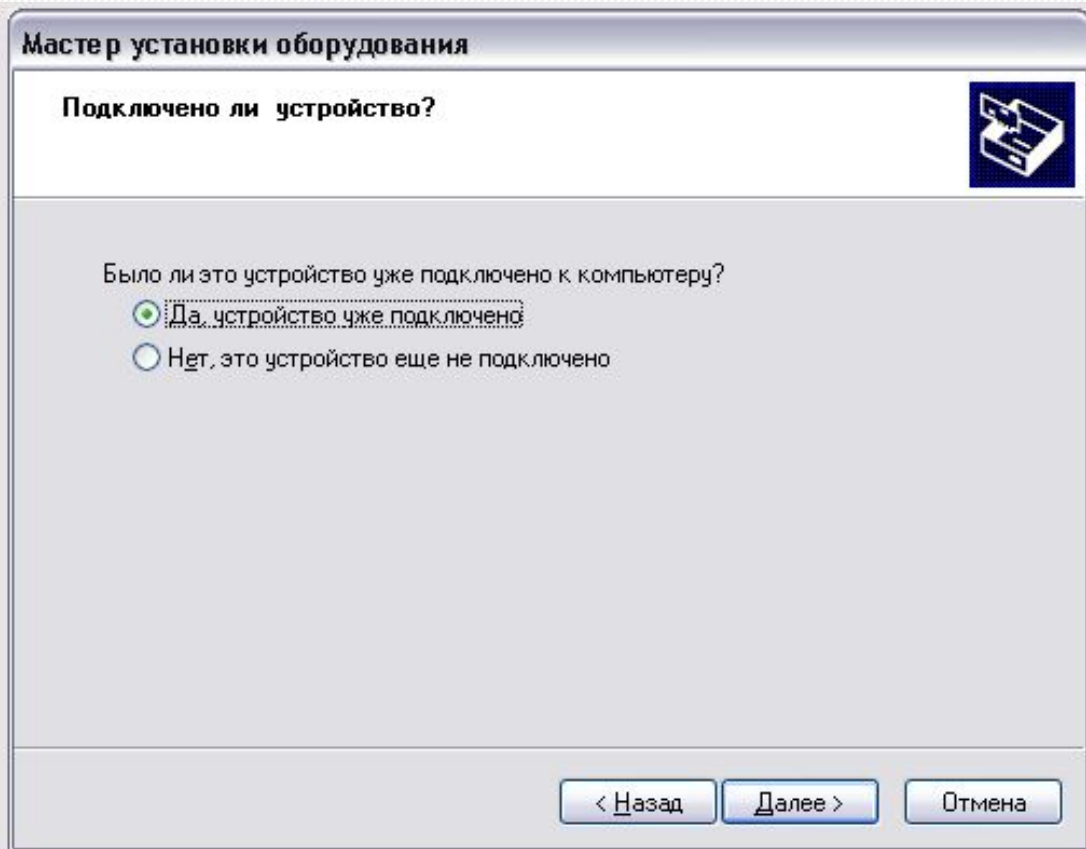 Мастер установки оборудования
Подключено ли устройство?
Было ли это устройство уже подключено к компьютеру?
Да, устройство уже подключено
Нет, это устройство еще не подключено
< Назад
Далее >
Отмена